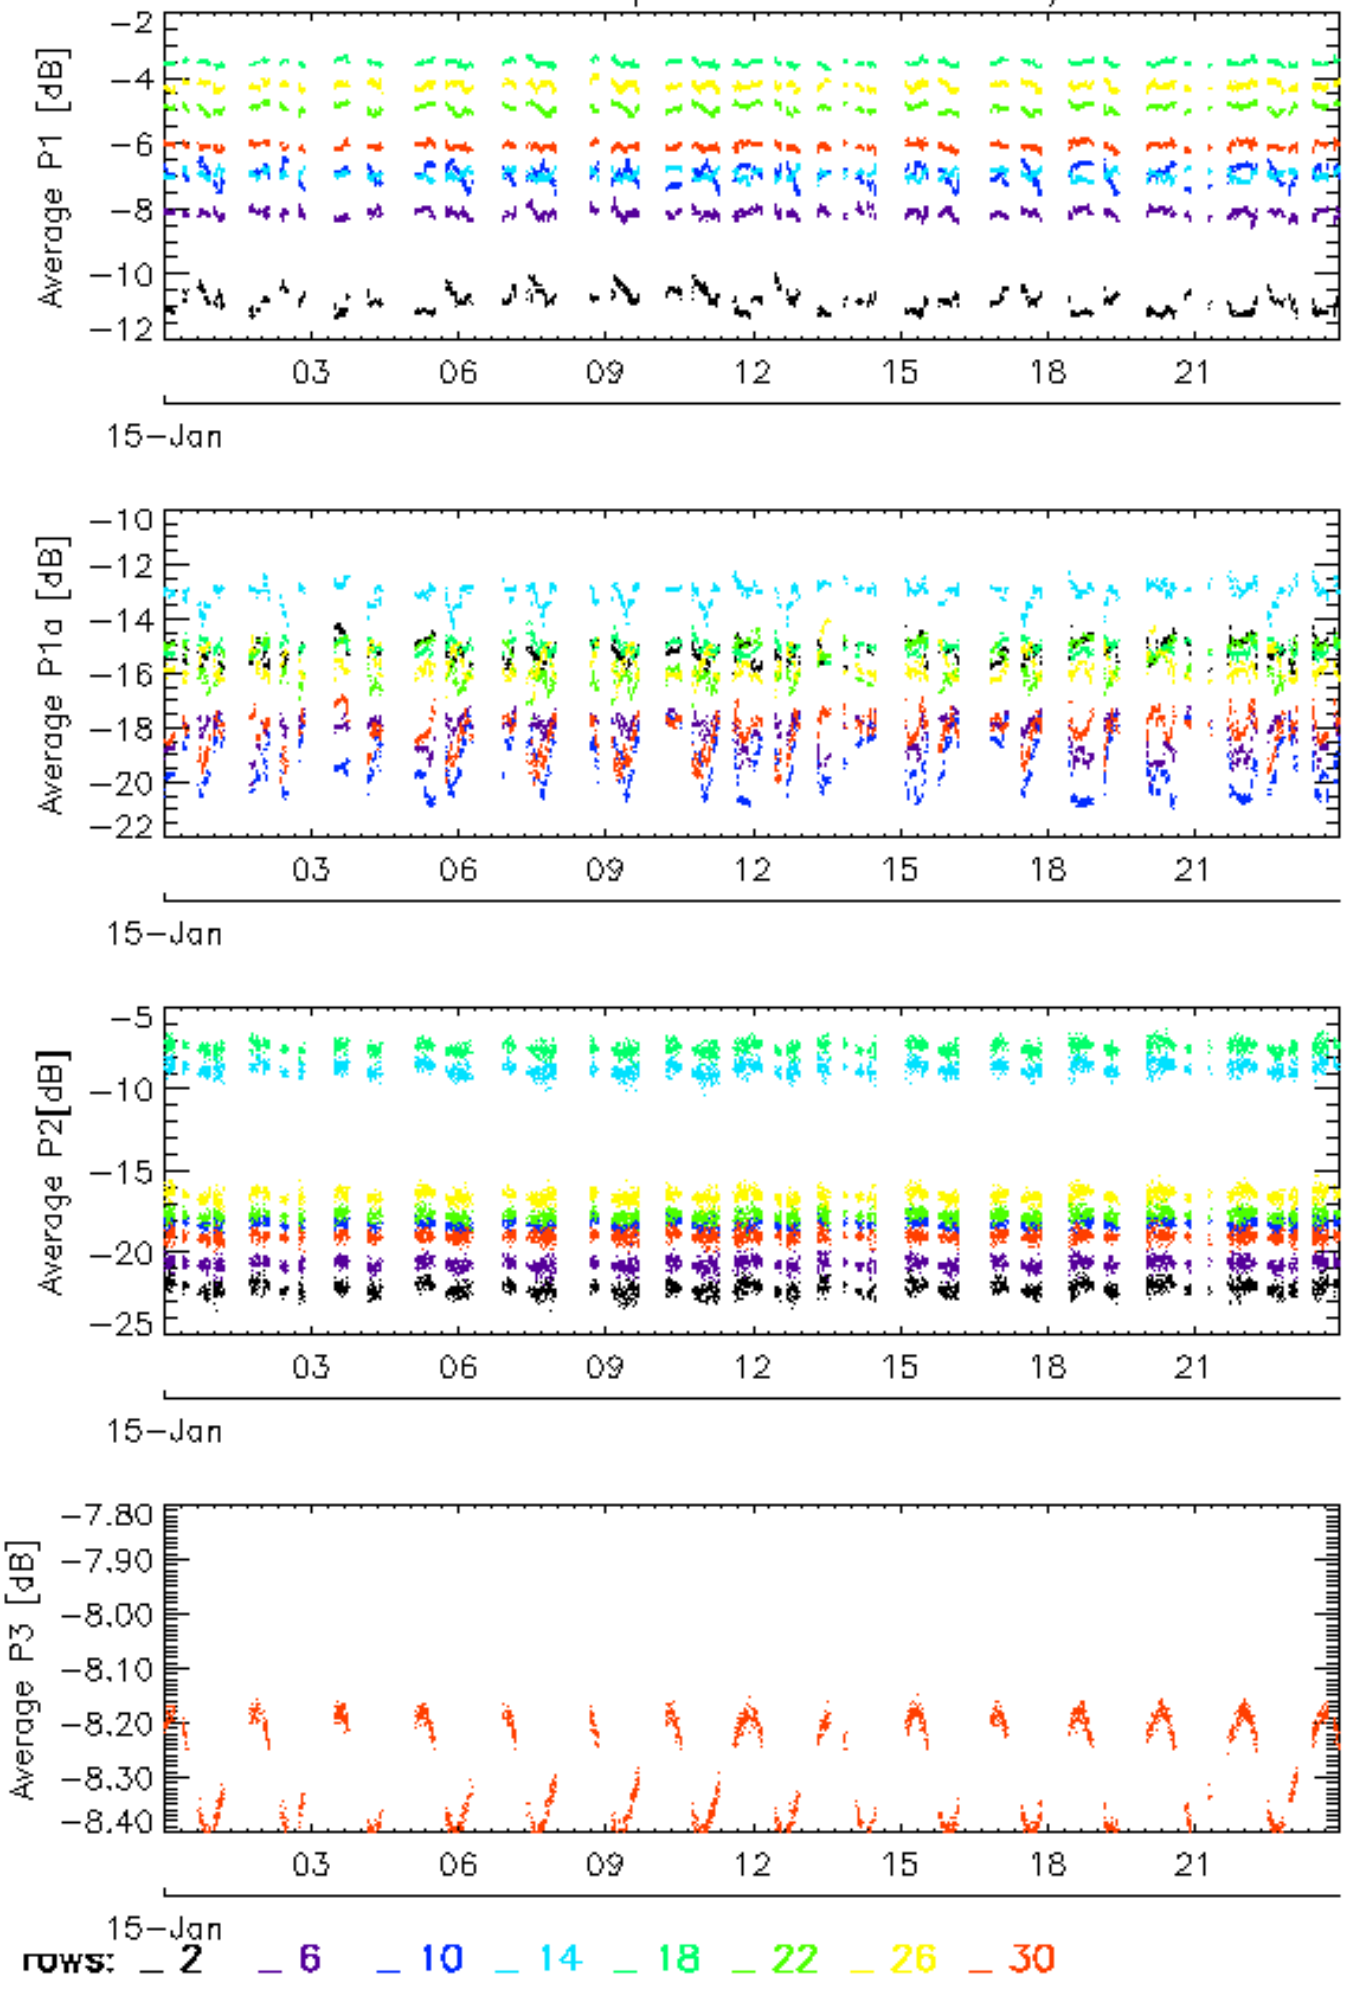 Average P1 [dB]
-2
-4
-6
-8
-10
-12
03 06 09 12 15 18 21
15-Jan
Average P1a [dB]
-10
-12
-14
-16
-18
-20
-22
03 06 09 12 15 18 21
15-Jan
Average P2[dB]
-5
-10
-15
-20
-25
03 06 09 12 15 18 21
15-Jan
Average P3 [dB]
-7.80
-7.90
-8.00
-8.10
-8.20
-8.30
-8.40
03 06 09 12 15 18 21
15-Jan
rows: _ 2 _ 6 _ 10 _ 14 _ 18 _ 22 _ 26 _ 30